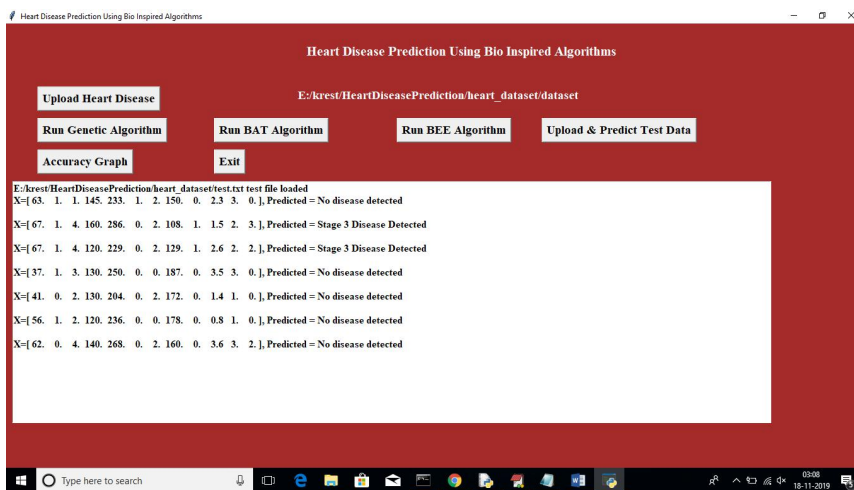 Heart Disease Prediction Using Bio Inspired Algorithms
Heart Disease Prediction Using Bio Inspired Algorithms
Upload Heart Disease
E:/krest/HeartDiseasePrediction/heart_dataset/dataset
Run Genetic Algorithm
Run BAT Algorithm
Run BEE Algorithm
Upload & Predict Test Data
Accuracy Graph
Exit
E:/krest/HeartDiseasePrediction/heart_dataset/test.txt test file loaded
X=[ 63. 1. 1. 145. 233. 1. 2. 150. 0. 2.3 3. 0. ], Predicted = No disease detected
X=[ 67. 1. 4. 160. 286. 0. 2. 108. 1. 1.5 2. 3. ], Predicted = Stage 3 Disease Detected
X=[ 67. 1. 4. 120. 229. 0. 2. 129. 1. 2.6 2. 2. ], Predicted = Stage 3 Disease Detected
X=[ 37. 1. 3. 130. 250. 0. 0. 187. 0. 3.5 3. 0. ], Predicted = No disease detected
X=[ 41. 0. 2. 130. 204. 0. 2. 172. 0. 1.4 1. 0. ], Predicted = No disease detected
X=[ 56. 1. 2. 120. 236. 0. 0. 178. 0. 0.8 1. 0. ], Predicted = No disease detected
X=[ 62. 0. 4. 140. 268. 0. 2. 160. 0. 3.6 3. 2. ], Predicted = No disease detected
Type here to search
03:08
18-11-2019